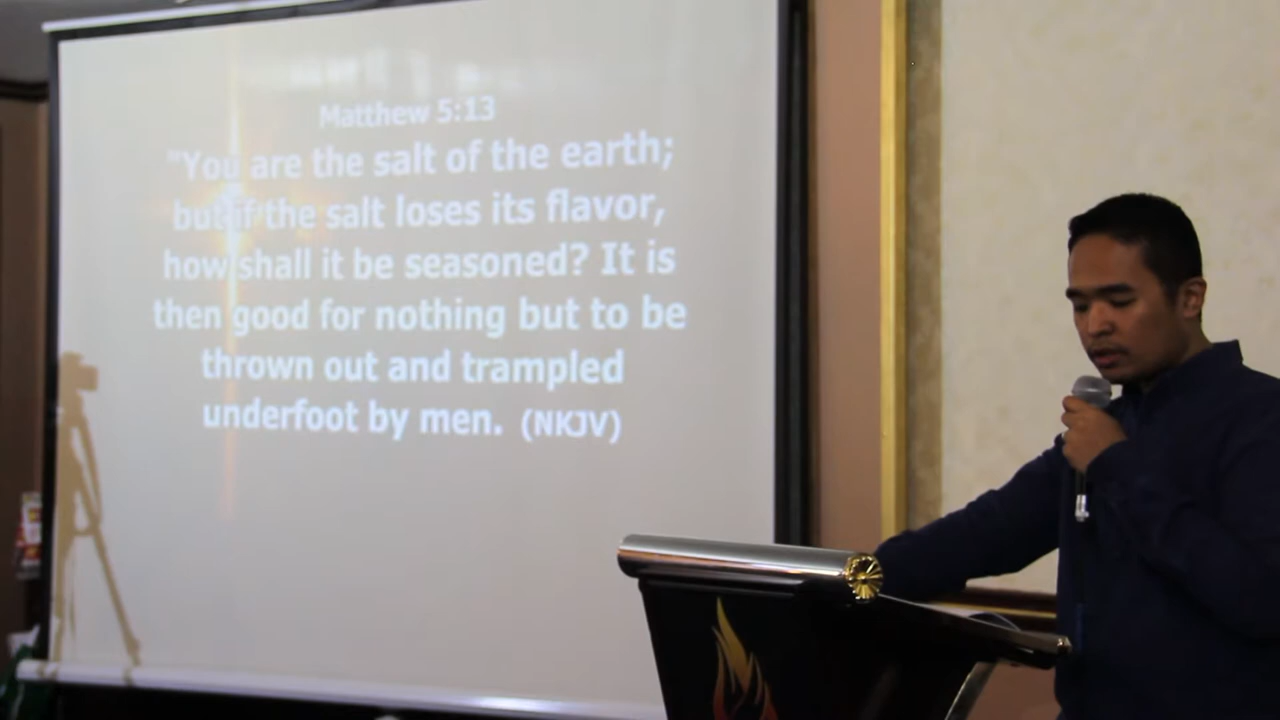 Matthew 5:13
"You are the salt of the earth;
but if the salt loses its flavor,
how shall it be seasoned? It is
then good for nothing but to be
thrown out and trampled
underfoot by men. (NKJV)